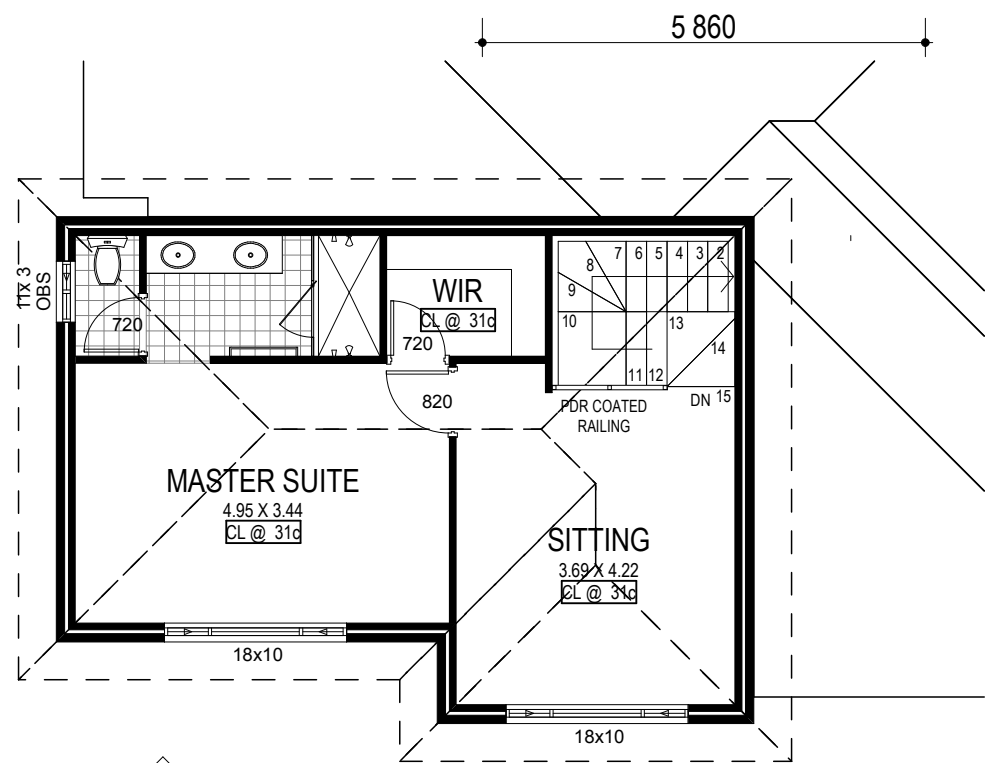 5 860
11x 3
OBS
720
WIR
CL @ 31c
720
820
7
6
5
4
3
2
8
9
10
11
12
13
14
DN 15
PDR COATED
RAILING
MASTER SUITE
4.95 X 3.44
CL @ 31c
SITTING
3.69 X 4.22
CL @ 31c
18x10
18x10